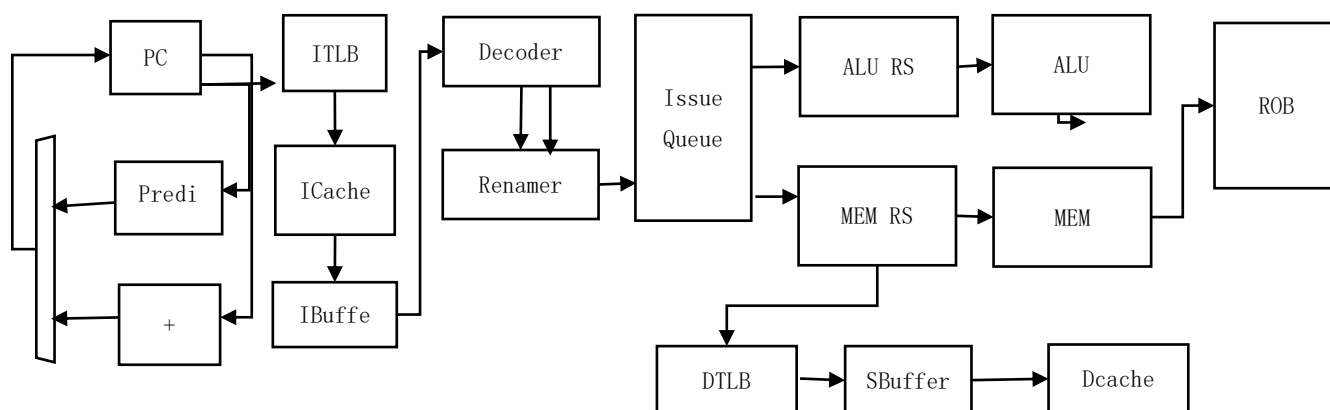 PC
ITLB
Decoder
Issue
Queue
ALU RS
ALU
ROB
Predi
ICache
Renamer
MEM RS
MEM
+
IBuffe
DTLB
SBuffer
Dcache